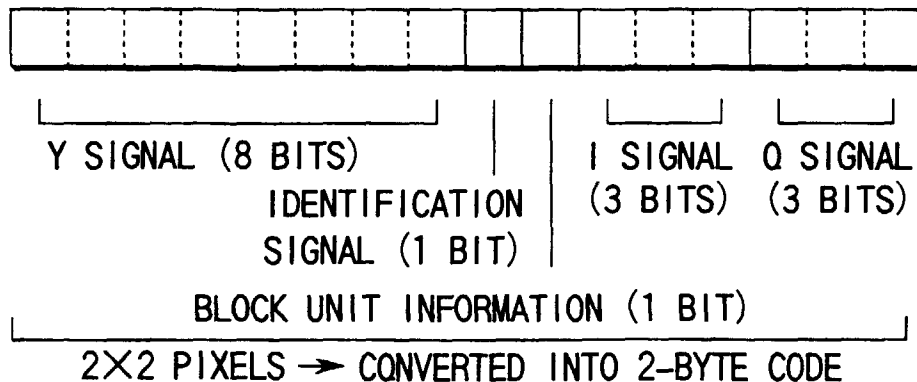 Y SIGNAL (8 BITS)
I SIGNAL (3 BITS)
Q SIGNAL (3 BITS)
IDENTIFICATION
SIGNAL (1 BIT)
BLOCK UNIT INFORMATION (1 BIT)
2×2 PIXELS → CONVERTED INTO 2-BYTE CODE